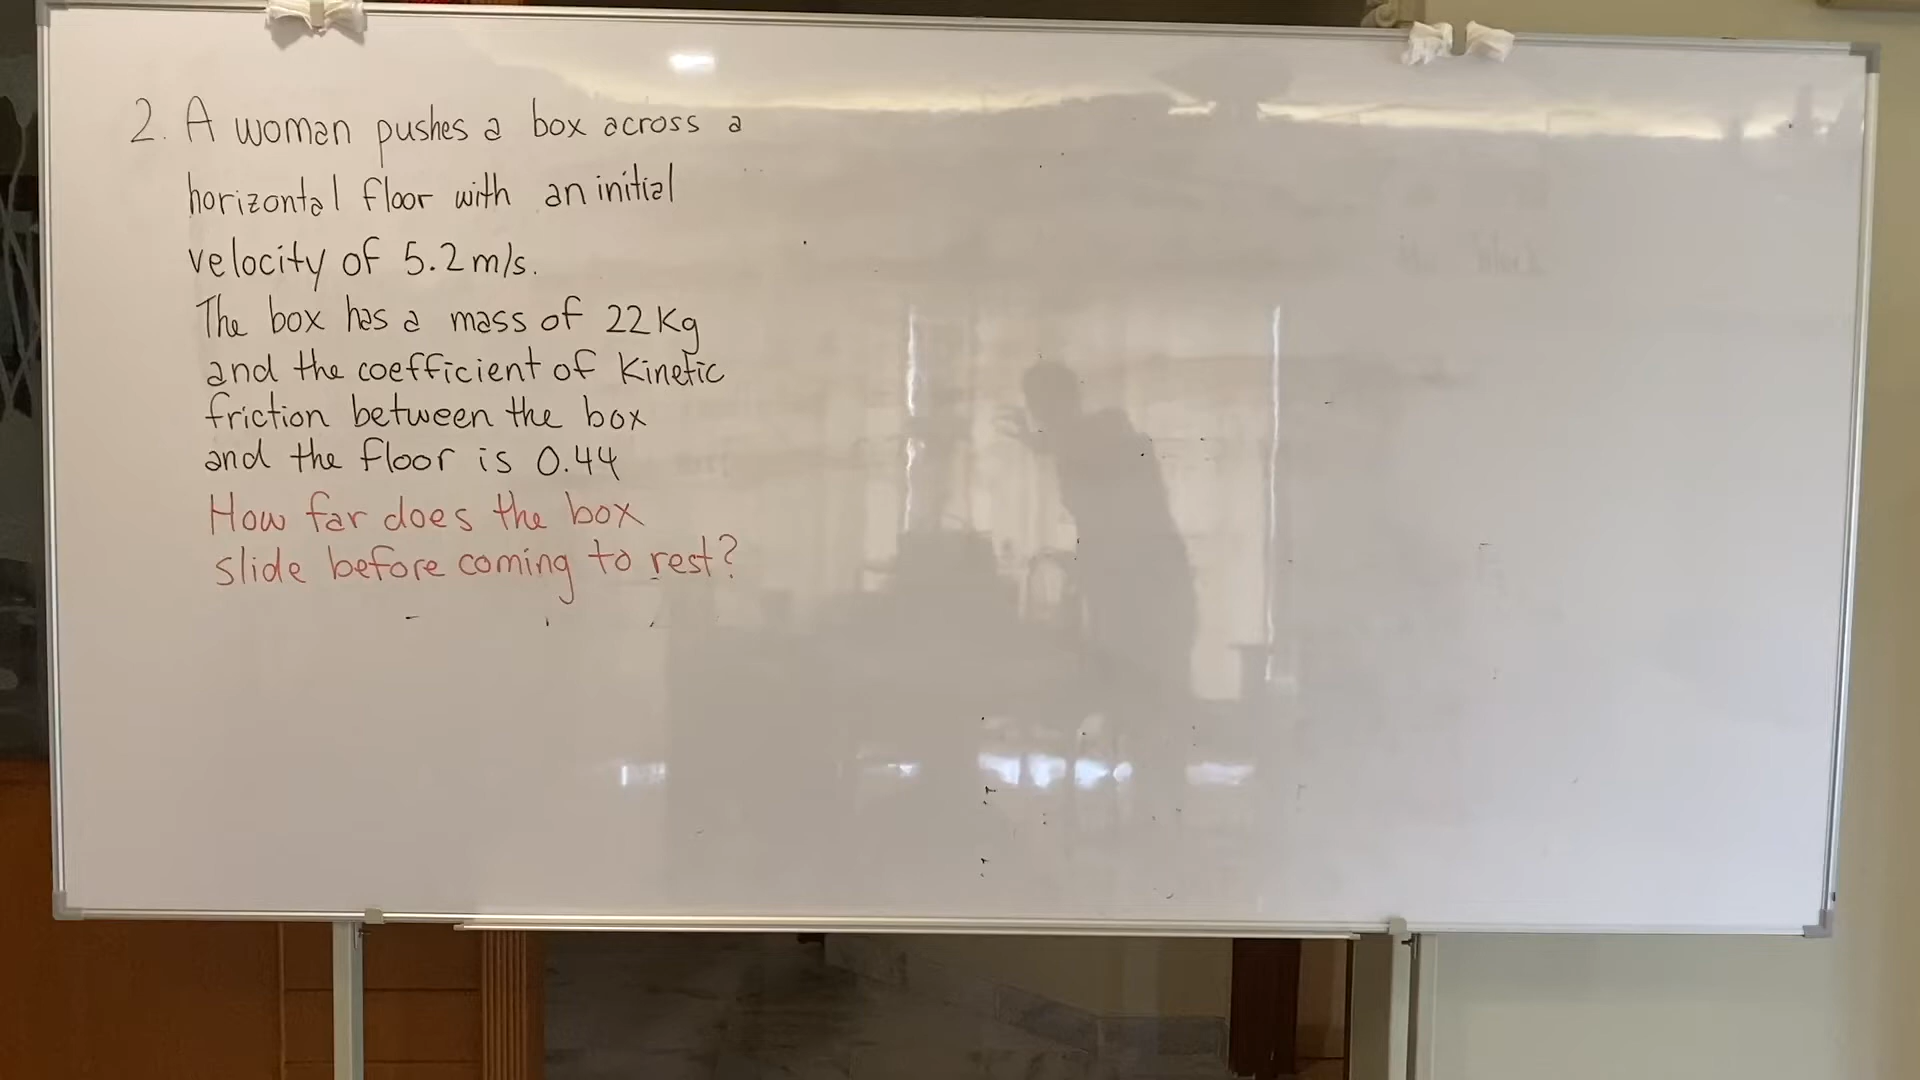 2. A woman pushes a box across a
horizontal floor with an initial
velocity of 5.2 m/s.
The box has a mass of 22 Kg
and the coefficient of Kinetic
friction between the box
and the floor is 0.44
How far does the box
slide before coming to rest?